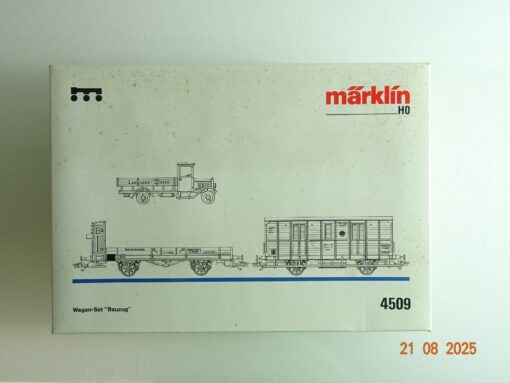 märklin
H0
Wagen-Set "Bauzug"
4509
21 08 2025